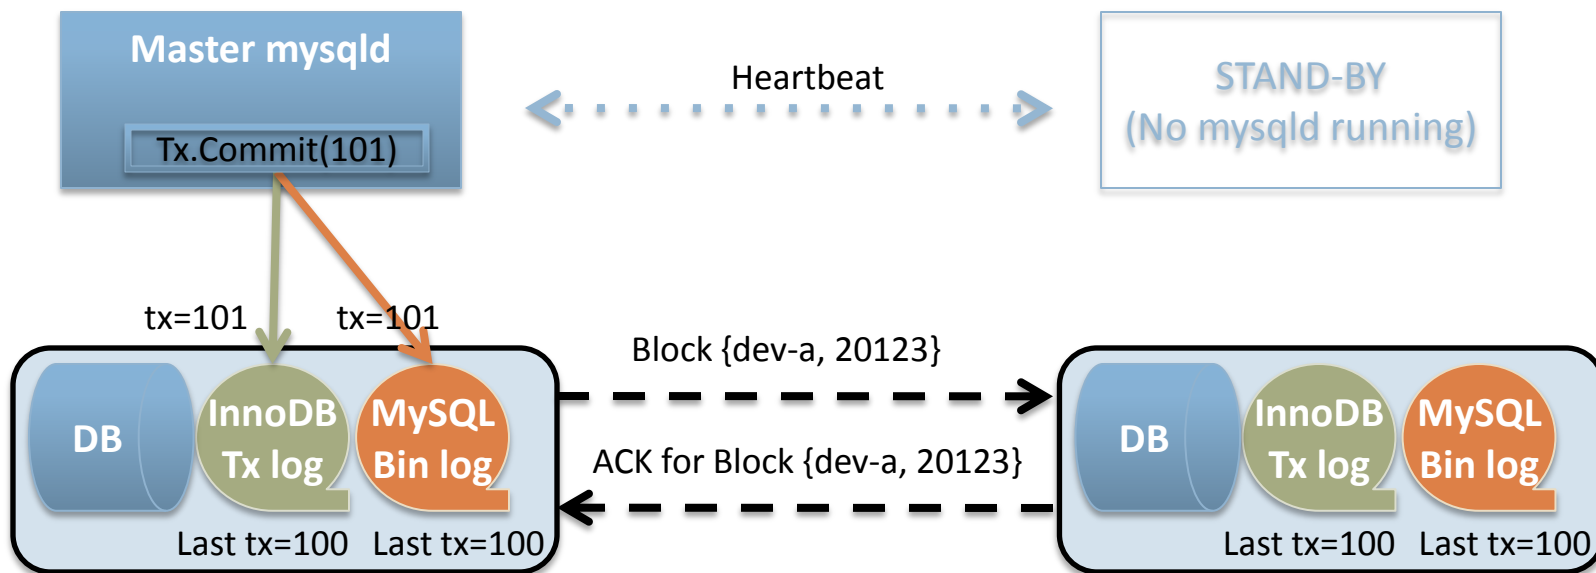 Master mysqld
Tx.Commit(101)
Heartbeat
STAND-BY
(No mysqld running)
tx=101
tx=101
Block {dev-a, 20123}
ACK for Block {dev-a, 20123}
DB
InnoDB
Tx log
MySQL
Bin log
Last tx=100
Last tx=100
DB
InnoDB
Tx log
MySQL
Bin log
Last tx=100
Last tx=100